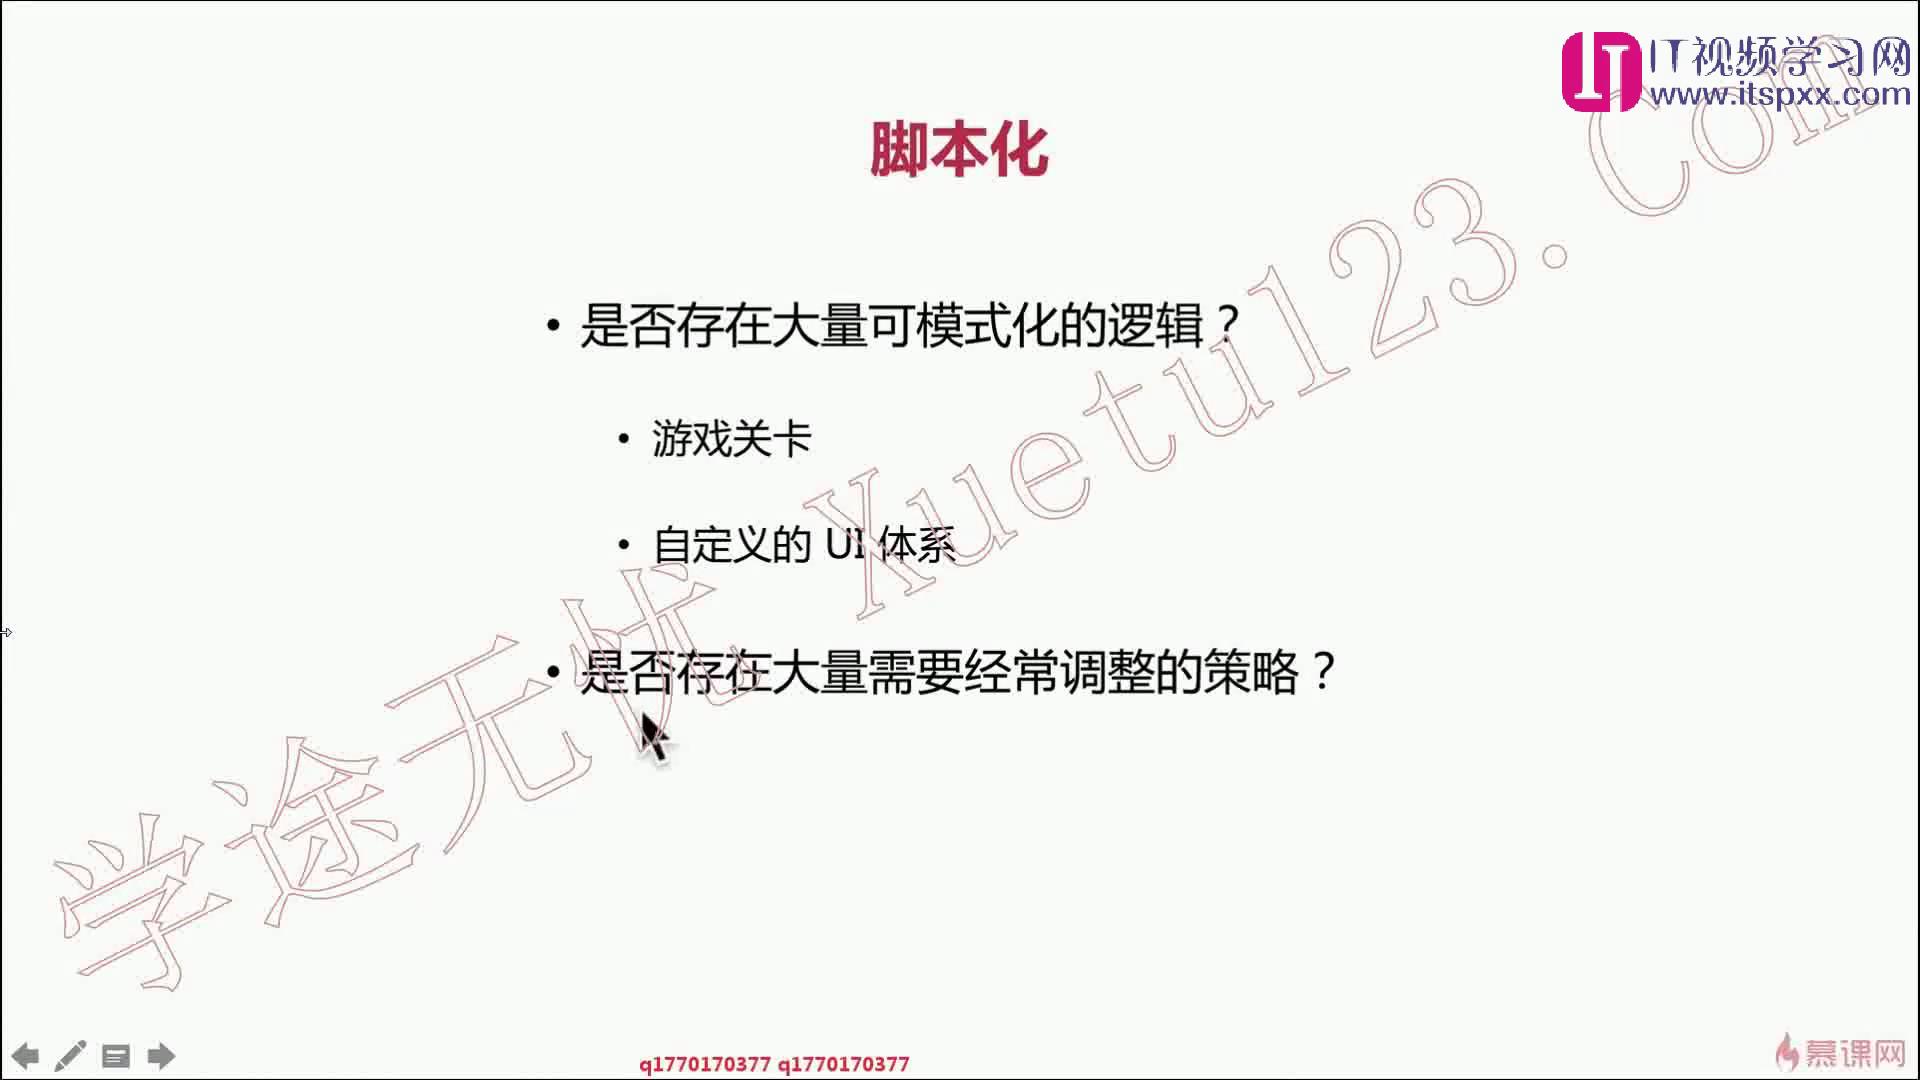 IT视频学习网
www.itspxx.com
脚本化
• 是否存在大量可模式化的逻辑？
• 游戏关卡
• 自定义的 UI 体系
• 是否存在大量需要经常调整的策略？
学途无忧 Xuetu123.Com
q1770170377 q1770170377
慕课网